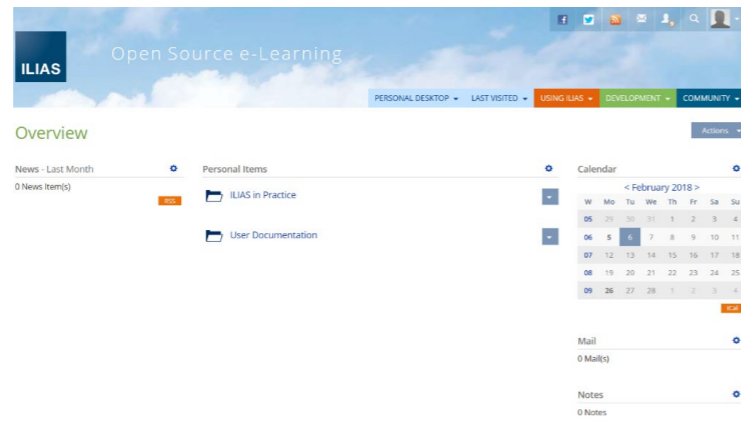 ILIAS
Open Source e-Learning
PERSONAL DESKTOP
LAST VISITED
USING ILIAS
DEVELOPMENT
COMMUNITY
Overview
Actions
News - Last Month
0 News Item(s)
RSS
Personal Items
ILIAS in Practice
User Documentation
Calendar
< February 2018 >
W Mo Tu We Th Fr Sa Su
05 29 30 31 1 2 3 4
06 5 6 7 8 9 10 11
07 12 13 14 15 16 17 18
08 19 20 21 22 23 24 25
09 26 27 28 1 2 3 4
iCal
Mail
0 Mail(s)
Notes
0 Notes